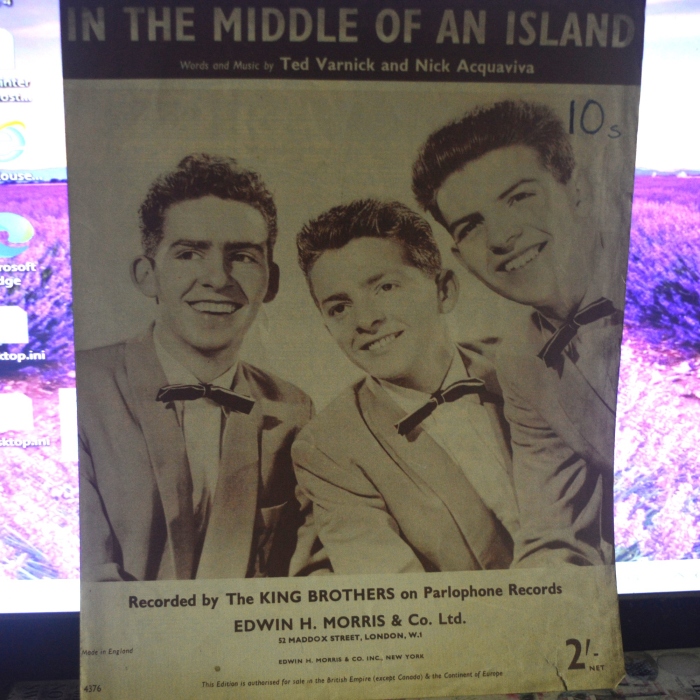 IN THE MIDDLE OF AN ISLAND
Words and Music by Ted Varnick and Nick Acquaviva
10s
Recorded by The KING BROTHERS on Parlophone Records
EDWIN H. MORRIS & Co. Ltd.
52 MADDOX STREET, LONDON, W.1
Made in England
EDWIN H. MORRIS & CO. INC., NEW YORK
2/- NET
4376
This Edition is authorised for sale in the British Empire (except Canada) & the Continent of Europe
ktop.ini